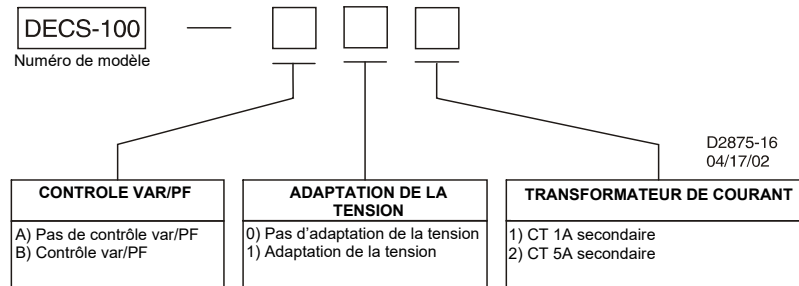 DECS-100
Numéro de modèle
D2875-16
04/17/02
CONTROLE VAR/PF
A) Pas de contrôle var/PF
B) Contrôle var/PF
ADAPTATION DE LA
TENSION
0) Pas d'adaptation de la tension
1) Adaptation de la tension
TRANSFORMATEUR DE COURANT
1) CT 1A secondaire
2) CT 5A secondaire